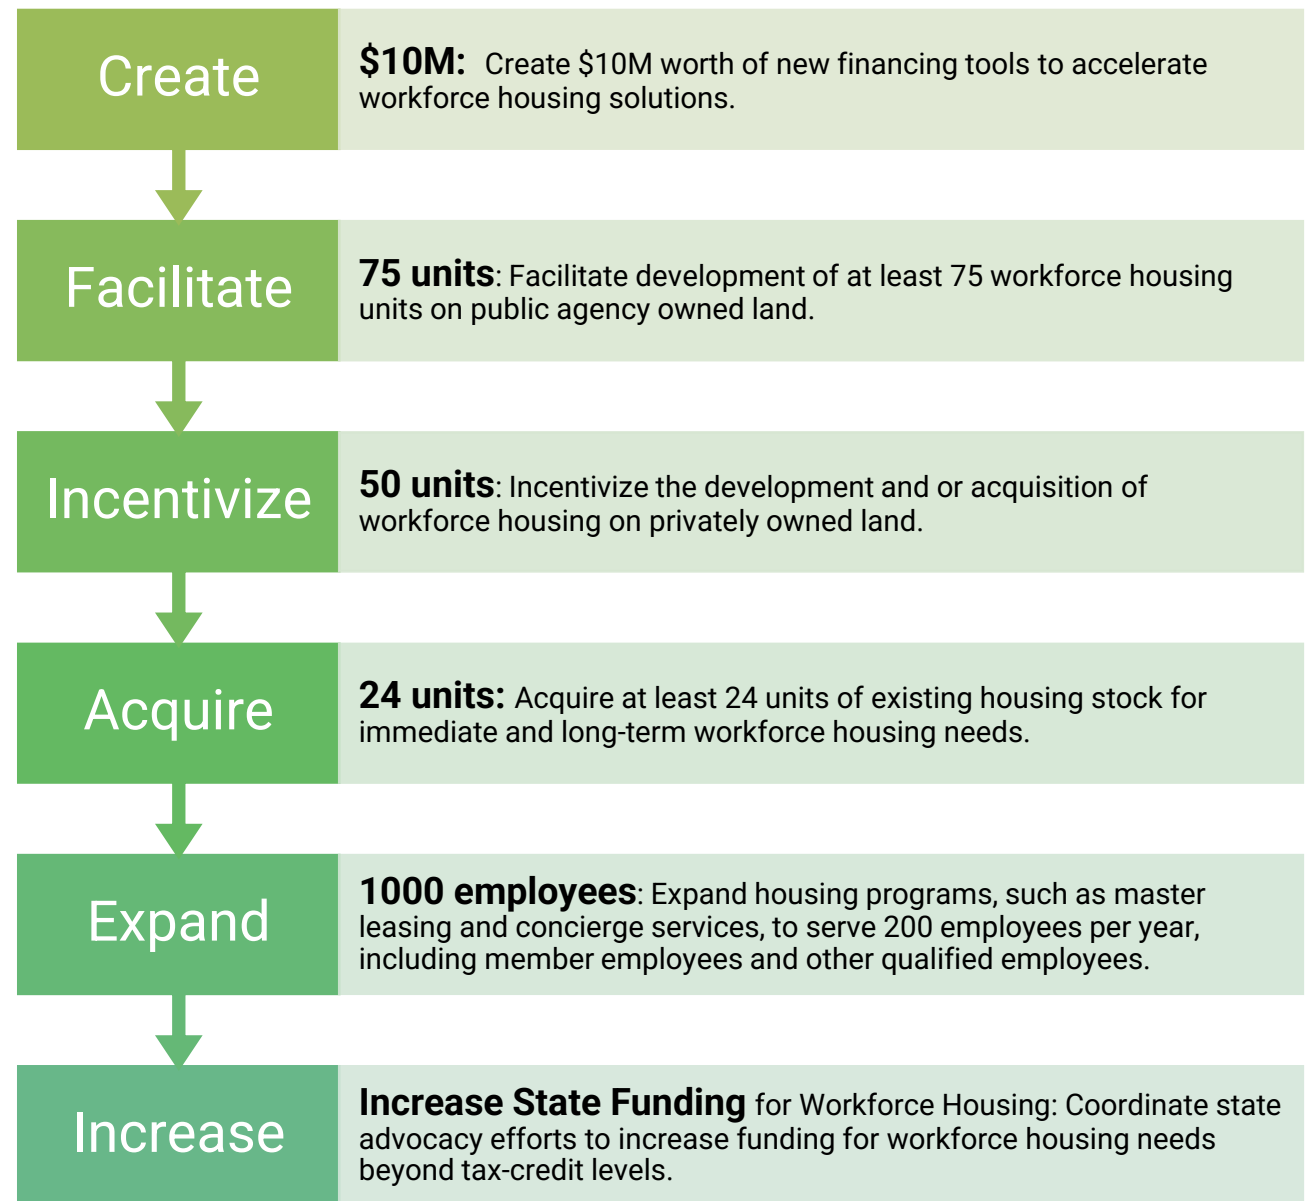 Create
$10M: Create $10M worth of new financing tools to accelerate
workforce housing solutions.
Facilitate
75 units: Facilitate development of at least 75 workforce housing
units on public agency owned land.
Incentivize
50 units: Incentivize the development and or acquisition of
workforce housing on privately owned land.
Acquire
24 units: Acquire at least 24 units of existing housing stock for
immediate and long-term workforce housing needs.
Expand
1000 employees: Expand housing programs, such as master
leasing and concierge services, to serve 200 employees per year,
including member employees and other qualified employees.
Increase
Increase State Funding for Workforce Housing: Coordinate state
advocacy efforts to increase funding for workforce housing needs
beyond tax-credit levels.